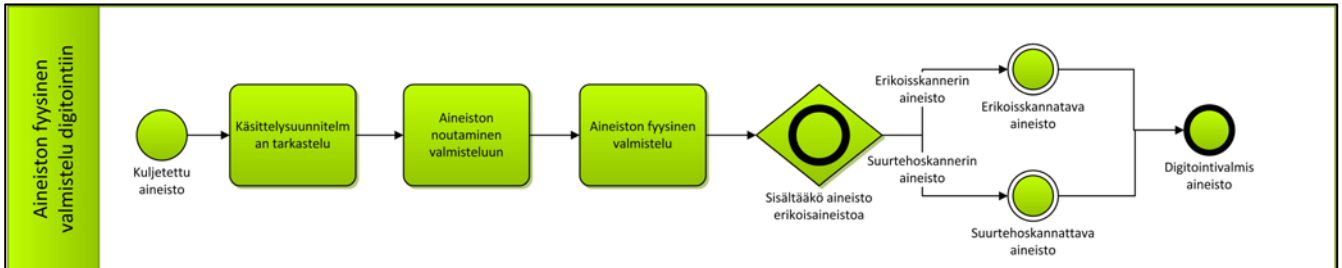 Aineiston fyysinen
valmistelu digitointiin
Kuljetettu
aineisto
Käsittelysuunnitelm
an tarkastelu
Aineiston
noutaminen
valmisteluun
Aineiston fyysinen
valmistelu
Sisältääkö aineisto
erikoisaineistoa
Erikoisskannerin
aineisto
Suurtehoskannerin
aineisto
Erikoisskannatava
aineisto
Suurtehoskannattava
aineisto
Digitointivalmis
aineisto